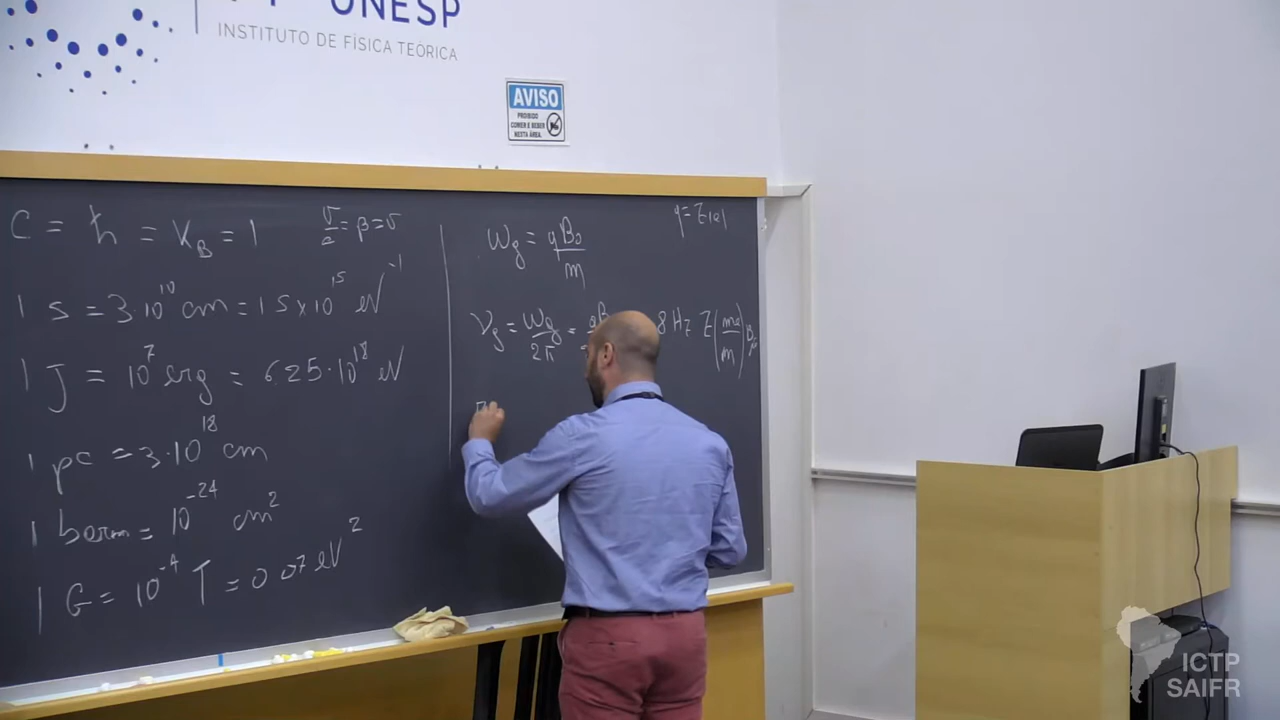 UNESP
INSTITUTO DE FÍSICA TEÓRICA
AVISO
PROIBIDO
COMER E BEBER
NESTA ÁREA.
C = ħ = K_B = 1
v/c = β = v
1 s = 3·10^10 cm = 1.5×10^15 eV^-1
1 J = 10^7 erg = 6.25·10^18 eV
1 pc = 3·10^18 cm
1 barn = 10^-24 cm^2
1 G = 10^-4 T = 0.07 eV^2
ω_g = qB_0/m
q = Z|e|
ν_g = ω_g/2π =
8 Hz Z(m_e/m)
ICTP
SAIFR